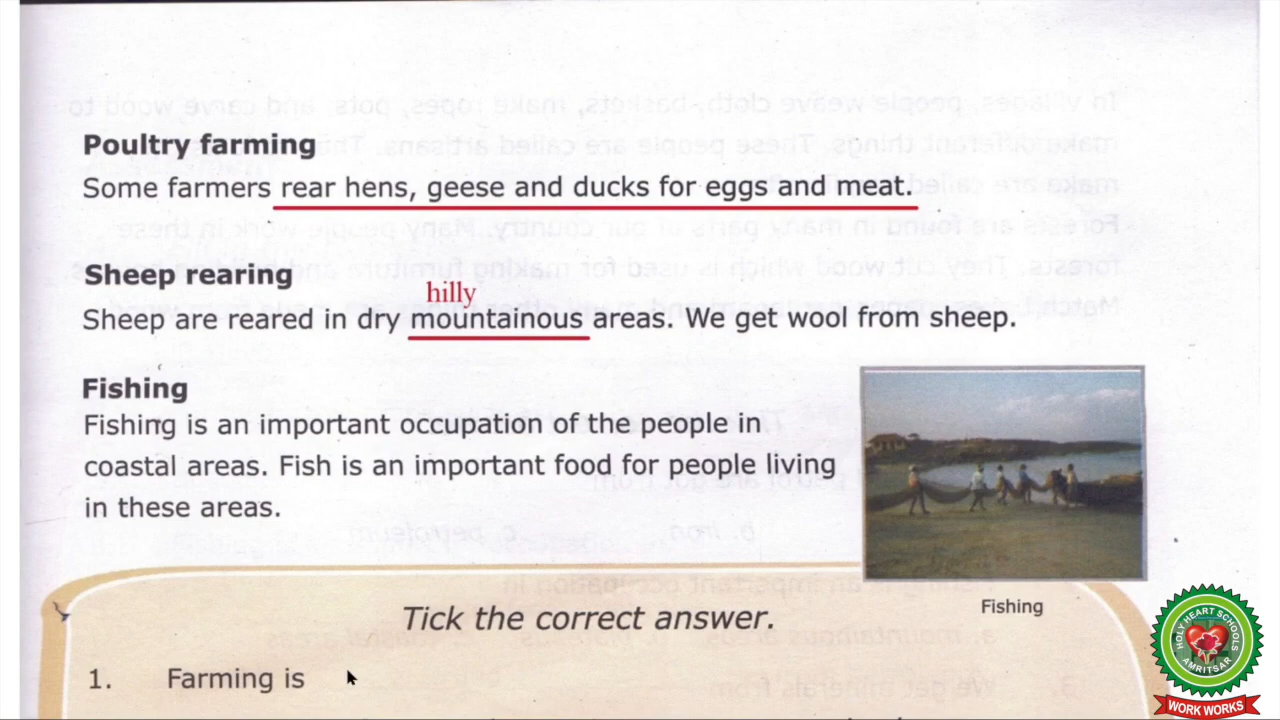 Poultry farming
Some farmers rear hens, geese and ducks for eggs and meat.
Sheep rearing
hilly
Sheep are reared in dry mountainous areas. We get wool from sheep.
Fishing
Fishing is an important occupation of the people in
coastal areas. Fish is an important food for people living
in these areas.
Fishing
Tick the correct answer.
1. Farming is
HOLY HEART SCHOOLS
AMRITSAR
WORK WORKS